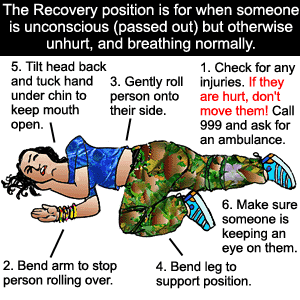 The Recovery position is for when someone
is unconscious (passed out) but otherwise
unhurt, and breathing normally.
5. Tilt head back
and tuck hand
under chin to
keep mouth
open.
3. Gently roll
person onto
their side.
1. Check for any
injuries. If they
are hurt, don't
move them! Call
999 and ask for
an ambulance.
6. Make sure
someone is
keeping an
eye on them.
2. Bend arm to stop
person rolling over.
4. Bend leg to
support position.